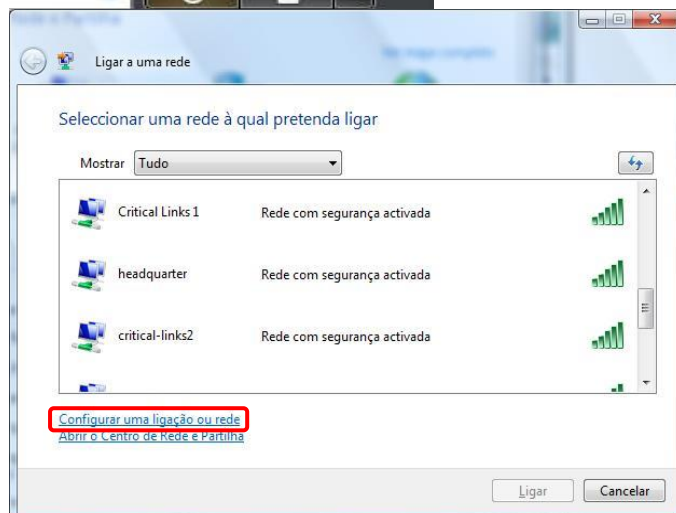 Ligar a uma rede
Seleccionar uma rede à qual pretenda ligar
Mostrar Tudo
Critical Links 1 Rede com segurança activada
headquarter Rede com segurança activada
critical-links2 Rede com segurança activada
Configurar uma ligação ou rede
Abrir o Centro de Rede e Partilha
Ligar Cancelar